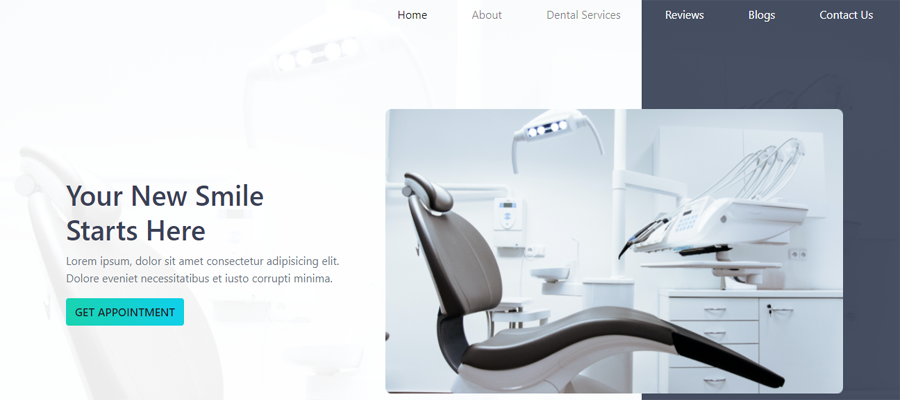 Home About Dental Services Reviews Blogs Contact Us
Your New Smile
Starts Here
Lorem ipsum, dolor sit amet consectetur adipisicing elit.
Dolore eveniet necessitatibus et iusto corrupti minima.
GET APPOINTMENT